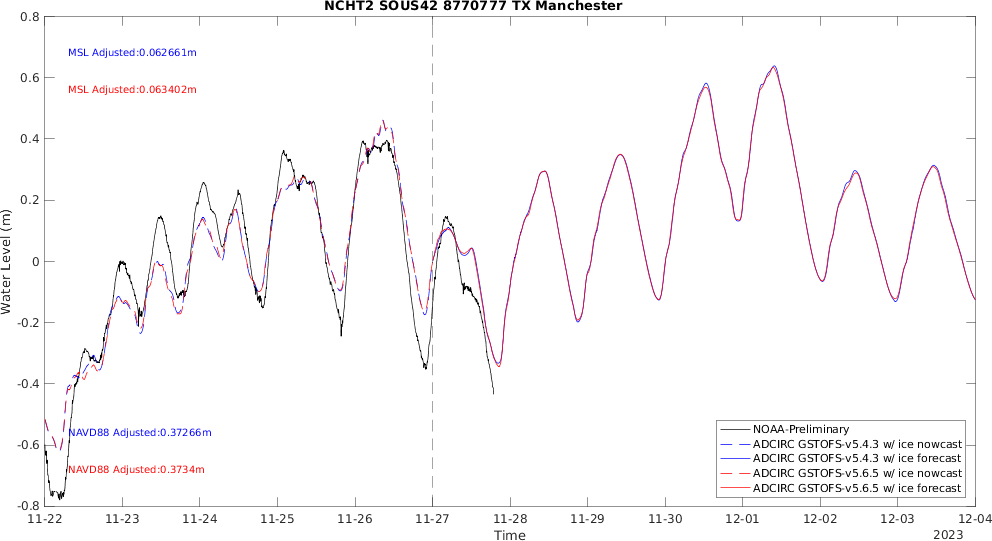 NCHT2 SOUS42 8770777 TX Manchester
0.8
0.6
0.4
0.2
0
-0.2
-0.4
-0.6
-0.8
Water Level (m)
MSL Adjusted:0.062661m
MSL Adjusted:0.063402m
NAVD88 Adjusted:0.37266m
NAVD88 Adjusted:0.3734m
NOAA-Preliminary
ADCIRC GSTOFS-v5.4.3 w/ ice nowcast
ADCIRC GSTOFS-v5.4.3 w/ ice forecast
ADCIRC GSTOFS-v5.6.5 w/ ice nowcast
ADCIRC GSTOFS-v5.6.5 w/ ice forecast
11-22 11-23 11-24 11-25 11-26 11-27 11-28 11-29 11-30 12-01 12-02 12-03 12-04
Time
2023